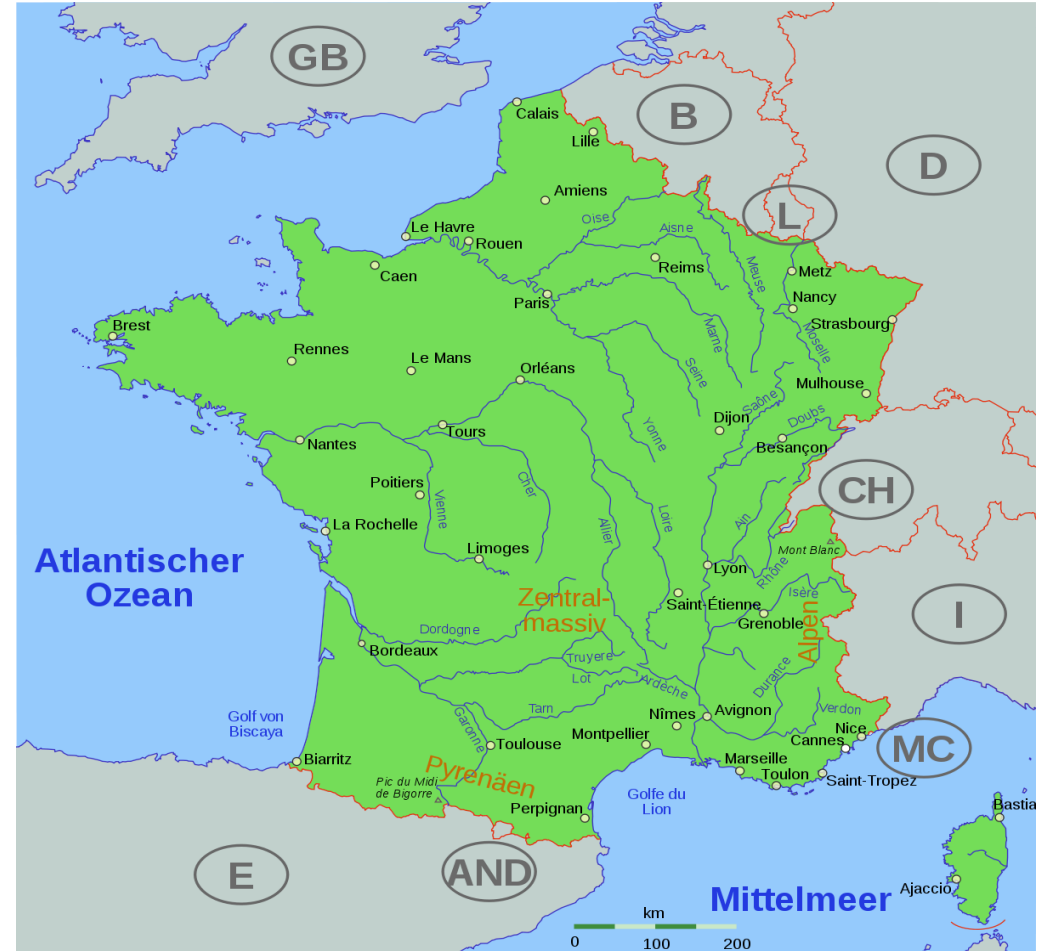 GB
B
D
L
Calais
Lille
Amiens
Oise
Le Havre
Rouen
Aisne
Reims
Meuse
Metz
Caen
Paris
Nancy
Strasbourg
Brest
Marne
Moselle
Rennes
Le Mans
Orléans
Seine
Mulhouse
Saône
Dijon
Doubs
Besançon
Nantes
Tours
Yonne
Poitiers
Vienne
Cher
CH
La Rochelle
Allier
Loire
Ain
Limoges
Mont Blanc
Lyon
Rhône
Atlantischer
Ozean
Zentral-
massiv
Saint-Étienne
Isère
Grenoble
Alpen
I
Dordogne
Bordeaux
Truyere
Lot
Ardèche
Durance
Tarn
Garonne
Nîmes
Avignon
Verdon
Golf von
Biscaya
Toulouse
Montpellier
Nice
Cannes
MC
Biarritz
Pyrenäen
Marseille
Toulon
Saint-Tropez
Pic du Midi
de Bigorre
Golfe du
Lion
Perpignan
Bastia
E
AND
Mittelmeer
Ajaccio
km
0 100 200